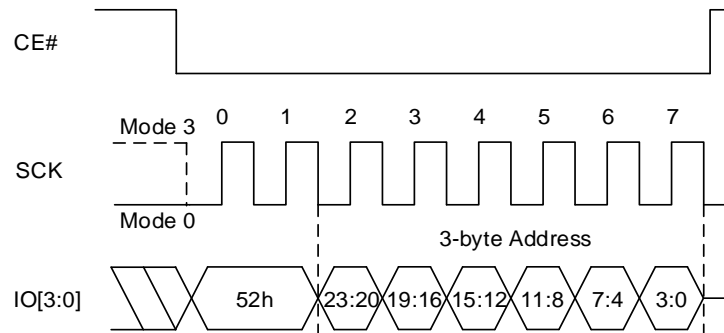 CE#
Mode 3 0 1 2 3 4 5 6 7
SCK
Mode 0
3-byte Address
IO[3:0] 52h 23:20 19:16 15:12 11:8 7:4 3:0